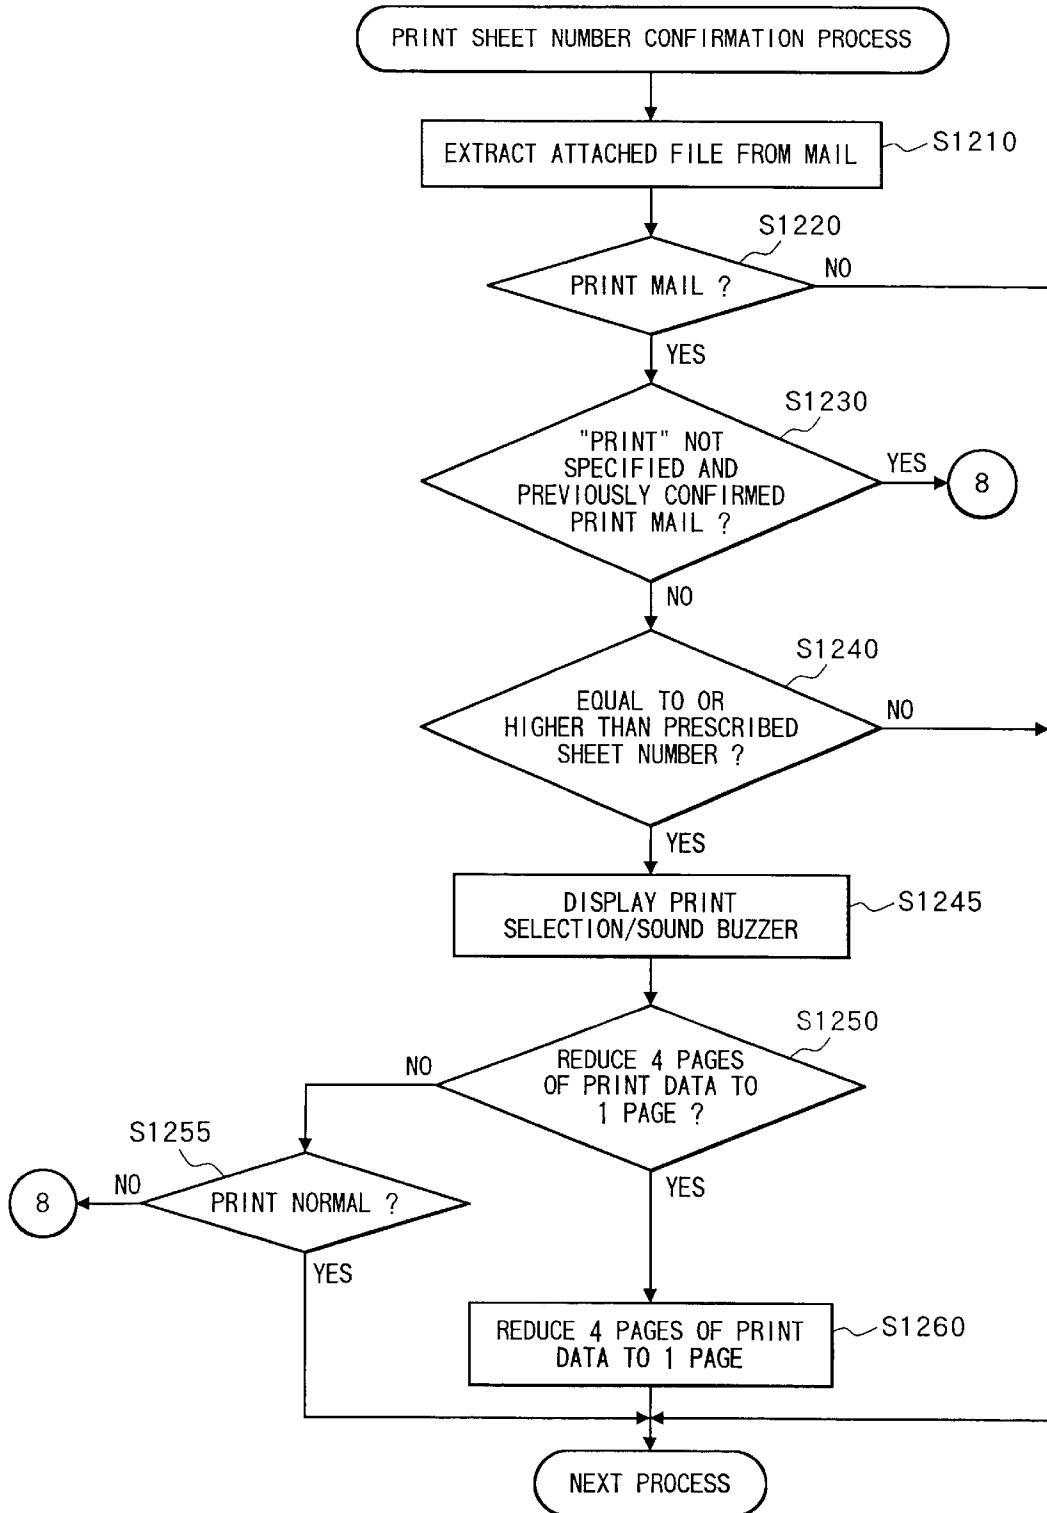 PRINT SHEET NUMBER CONFIRMATION PROCESS
EXTRACT ATTACHED FILE FROM MAIL
S1210
S1220
PRINT MAIL ?
NO
YES
S1230
"PRINT" NOT
SPECIFIED AND
PREVIOUSLY CONFIRMED
PRINT MAIL ?
YES
8
NO
S1240
EQUAL TO OR
HIGHER THAN PRESCRIBED
SHEET NUMBER ?
NO
YES
DISPLAY PRINT
SELECTION/SOUND BUZZER
S1245
S1250
REDUCE 4 PAGES
OF PRINT DATA TO
1 PAGE ?
NO
YES
S1255
PRINT NORMAL ?
NO
8
YES
REDUCE 4 PAGES OF PRINT
DATA TO 1 PAGE
S1260
NEXT PROCESS